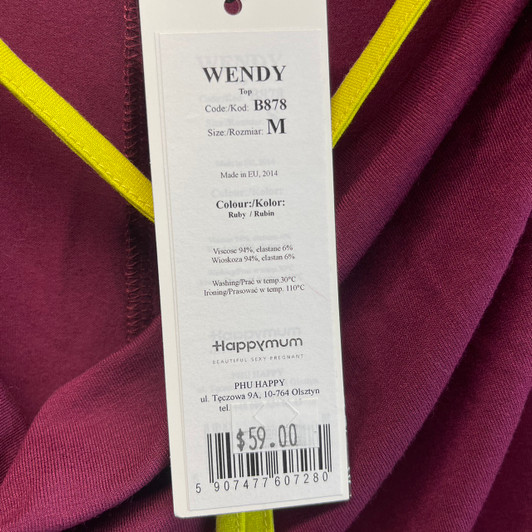 WENDY
Top
Code:/Kod: B878
Size:/Rozmiar: M
Made in EU, 2014
Colour:/Kolor:
Ruby / Rubin
Viscose 94%, elastane 6%
Wioskoza 94%, elastan 6%
Washing/Prać w temp 30°C
Ironing/Prasować w temp. 110°C
Happymum
BEAUTIFUL SEXY PREGNANT
PHU HAPPY
ul. Tęczowa 9A, 10-764 Olsztyn
tel.
$59.00
5 907477 607280